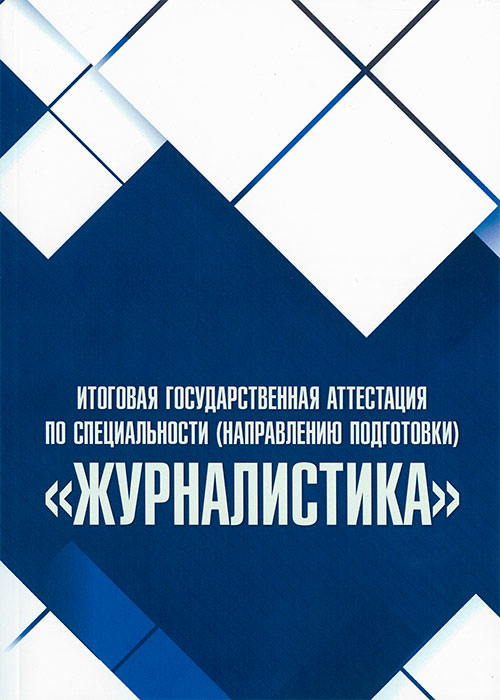 ИТОГОВАЯ ГОСУДАРСТВЕННАЯ АТТЕСТАЦИЯ
ПО СПЕЦИАЛЬНОСТИ (НАПРАВЛЕНИЮ ПОДГОТОВКИ)
«ЖУРНАЛИСТИКА»